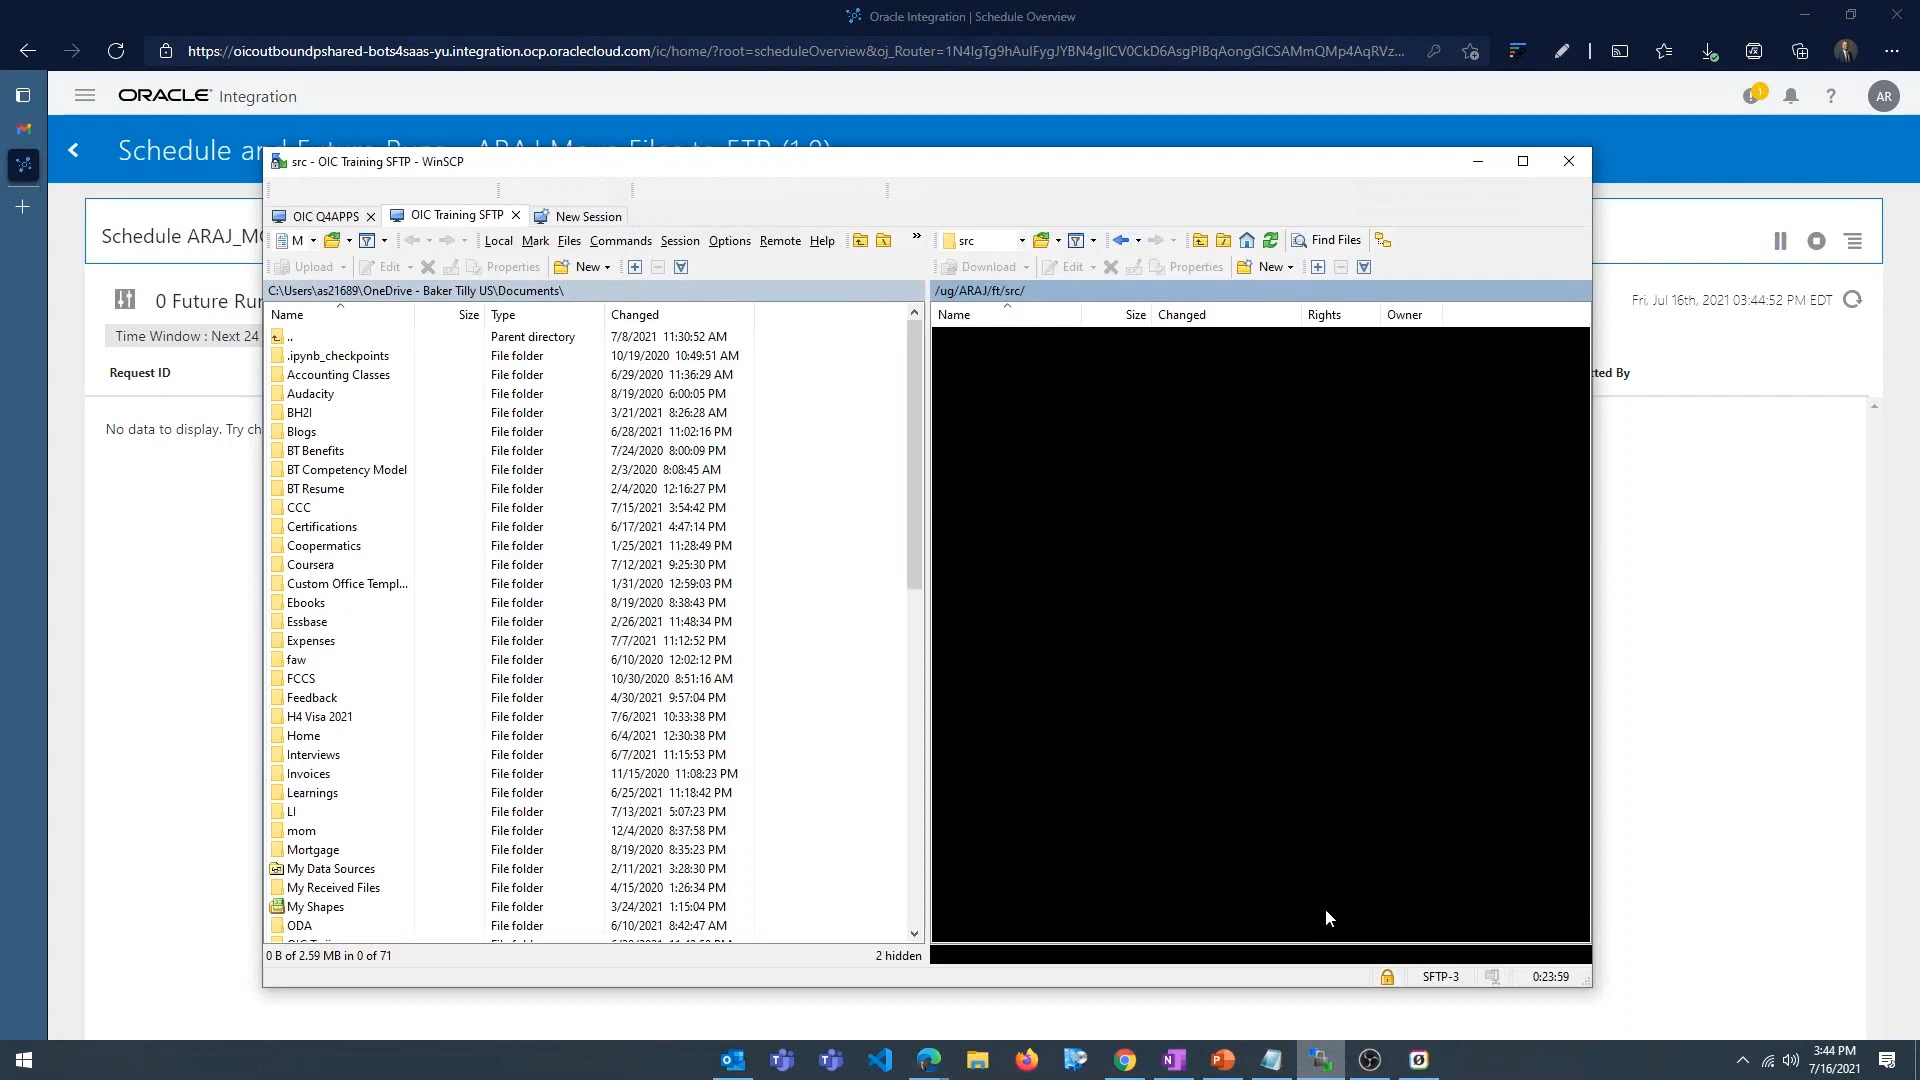 Oracle Integration | Schedule Overview
https://oicoutboundpshared-bots4saas-yu.integration.ocp.oraclecloud.com/ic/home/?root=scheduleOverview&oj_Router=
ORACLE Integration
1
?
AR
Schedule
src - OIC Training SFTP - WinSCP
OIC Q4APPS
OIC Training SFTP
New Session
Schedule ARAJ_M
M
Local Mark Files Commands Session Options Remote Help
»
src
Find Files
Upload
Edit
Properties
New
Download
Edit
Properties
New
C:\Users\as21689\OneDrive - Baker Tilly US\Documents\
/ug/ARAJ/ft/src/
0 Future Ru
Fri, Jul 16th, 2021 03:44:52 PM EDT
Name Size Type Changed
Name Size Changed Rights Owner
Time Window : Next 24
.. Parent directory 7/8/2021 11:30:52 AM
.ipynb_checkpoints File folder 10/19/2020 10:49:51 AM
Request ID
ted By
Accounting Classes File folder 6/29/2020 11:36:29 AM
Audacity File folder 8/19/2020 6:00:05 PM
BH2I File folder 3/21/2021 8:26:28 AM
No data to display. Try ch
Blogs File folder 6/28/2021 11:02:16 PM
BT Benefits File folder 7/24/2020 8:00:09 PM
BT Competency Model File folder 2/3/2020 8:08:45 AM
BT Resume File folder 2/4/2020 12:16:27 PM
CCC File folder 7/15/2021 3:54:42 PM
Certifications File folder 6/17/2021 4:47:14 PM
Coopermatics File folder 1/25/2021 11:28:49 PM
Coursera File folder 7/12/2021 9:25:30 PM
Custom Office Templ... File folder 1/31/2020 12:59:03 PM
Ebooks File folder 8/19/2020 8:38:43 PM
Essbase File folder 2/26/2021 11:48:34 PM
Expenses File folder 7/7/2021 11:12:52 PM
faw File folder 6/10/2020 12:02:12 PM
FCCS File folder 10/30/2020 8:51:16 AM
Feedback File folder 4/30/2021 9:57:04 PM
H4 Visa 2021 File folder 7/6/2021 10:33:38 PM
Home File folder 6/4/2021 12:30:38 PM
Interviews File folder 6/7/2021 11:15:53 PM
Invoices File folder 11/15/2020 11:08:23 PM
Learnings File folder 6/25/2021 11:18:42 PM
LI File folder 7/13/2021 5:07:23 PM
mom File folder 12/4/2020 8:37:58 PM
Mortgage File folder 8/19/2020 8:35:23 PM
My Data Sources File folder 2/11/2021 3:28:30 PM
My Received Files File folder 4/15/2020 1:26:34 PM
My Shapes File folder 3/24/2021 1:15:04 PM
ODA File folder 6/10/2021 8:42:47 AM
0 B of 2.59 MB in 0 of 71
2 hidden
SFTP-3
0:23:59
3:44 PM
7/16/2021